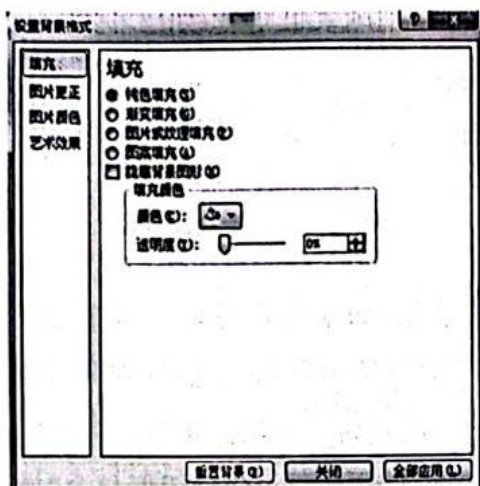 设置背景格式
填充
图片更正
图片颜色
艺术效果
填充
纯色填充(S)
渐变填充(G)
图片或纹理填充(P)
图案填充(A)
隐藏背景图形(H)
填充颜色
颜色(C):
透明度(T): 0%
重置背景(B) 关闭 全部应用(L)